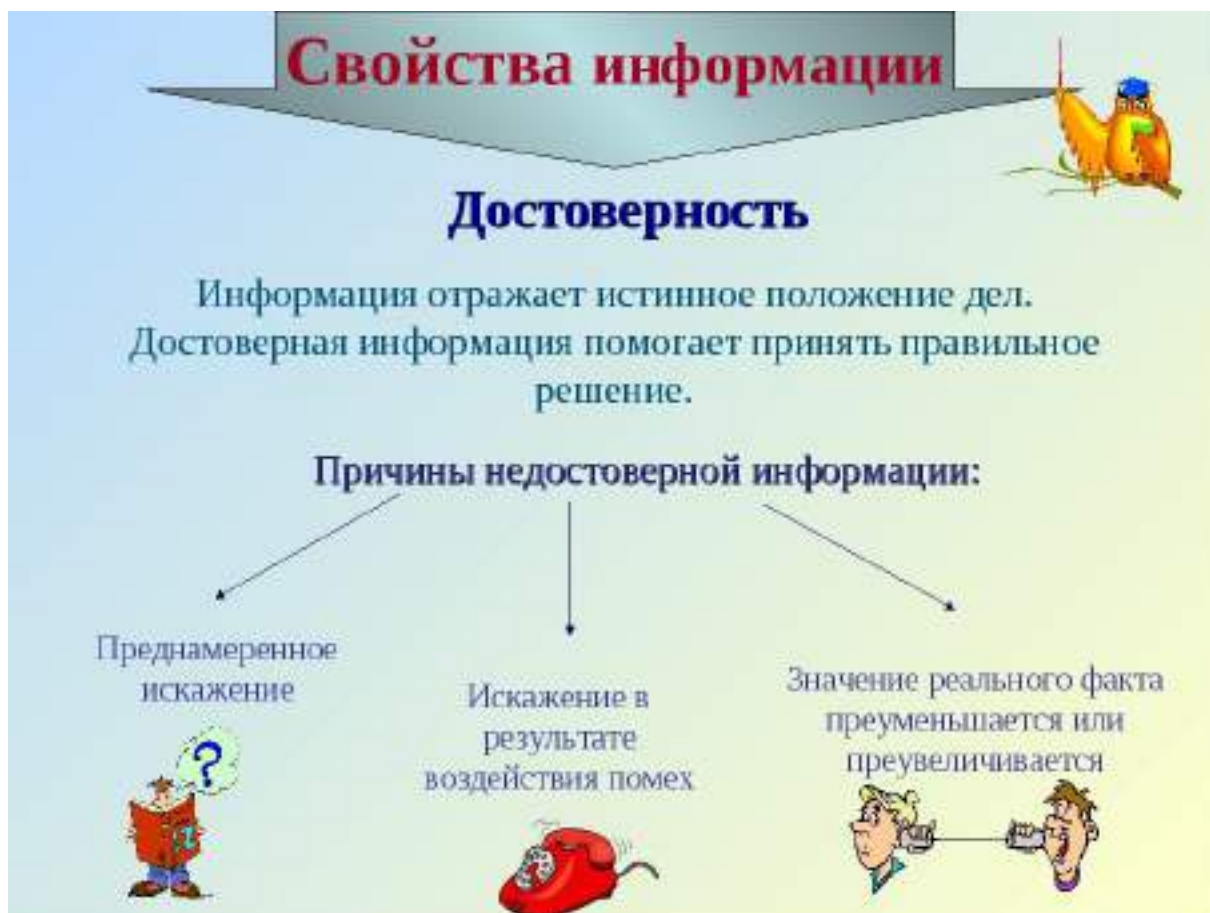 Свойства информации
Достоверность
Информация отражает истинное положение дел.
Достоверная информация помогает принять правильное
решение.
Причины недостоверной информации:
Преднамеренное
искажение
Искажение в
результате
воздействия помех
Значение реального факта
преуменьшается или
преувеличивается
?